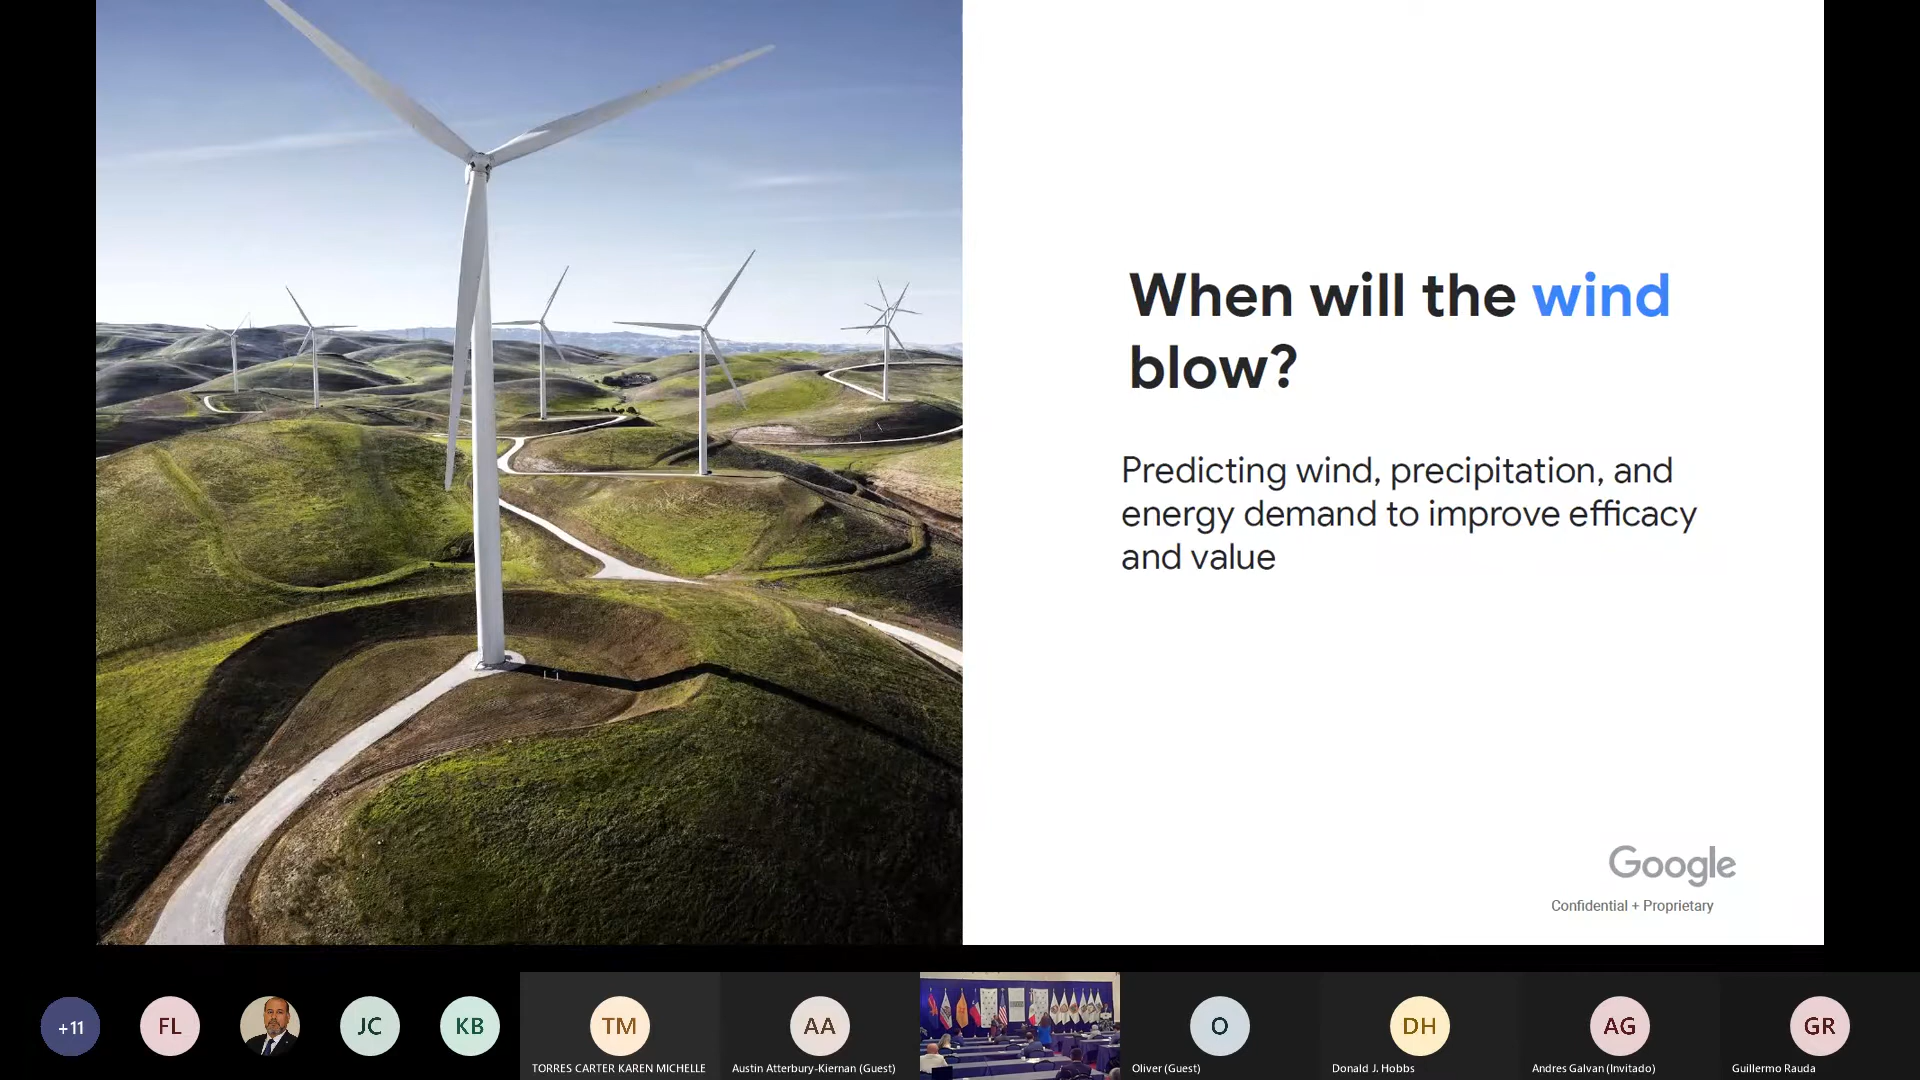 When will the wind
blow?
Predicting wind, precipitation, and
energy demand to improve efficacy
and value
Google
Confidential + Proprietary
+11
FL
JC
KB
TM
AA
O
DH
AG
GR
TORRES CARTER KAREN MICHELLE
Austin Atterbury-Kiernan (Guest)
Oliver (Guest)
Donald J. Hobbs
Andres Galvan (Invitado)
Guillermo Rauda